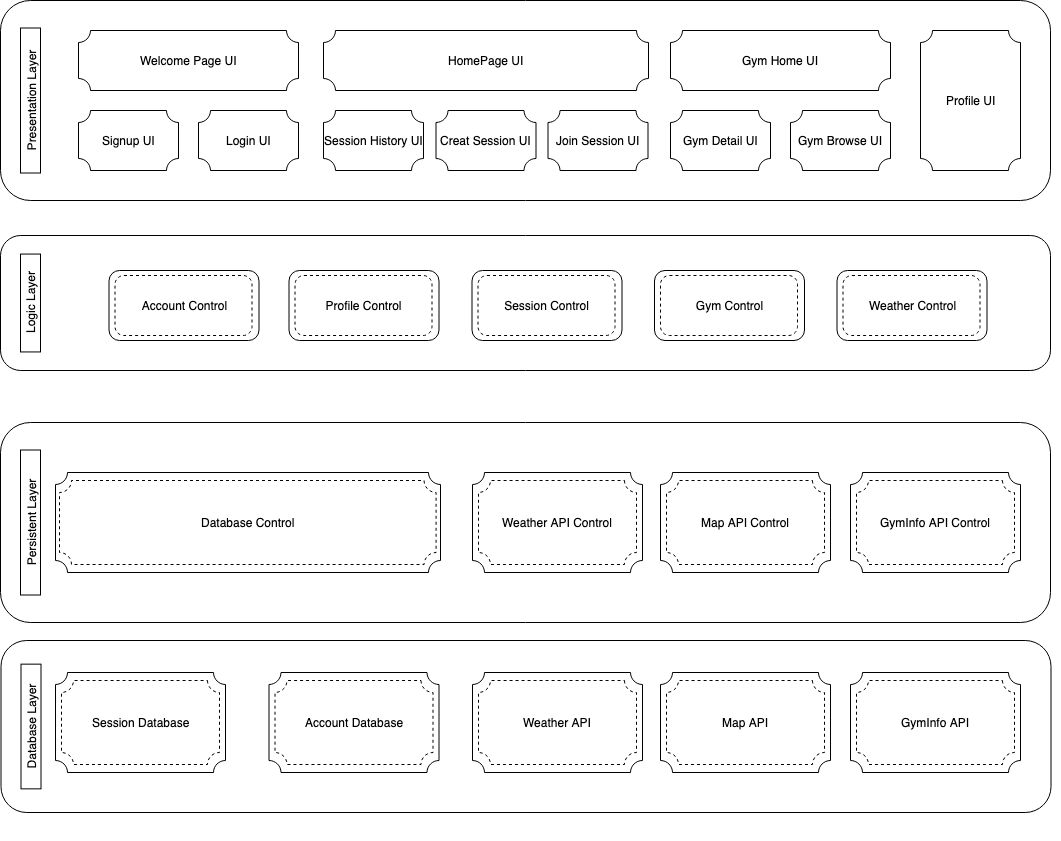 Presentation Layer
Welcome Page UI
HomePage UI
Gym Home UI
Profile UI
Signup UI
Login UI
Session History UI
Creat Session UI
Join Session UI
Gym Detail UI
Gym Browse UI
Logic Layer
Account Control
Profile Control
Session Control
Gym Control
Weather Control
Persistent Layer
Database Control
Weather API Control
Map API Control
GymInfo API Control
Database Layer
Session Database
Account Database
Weather API
Map API
GymInfo API